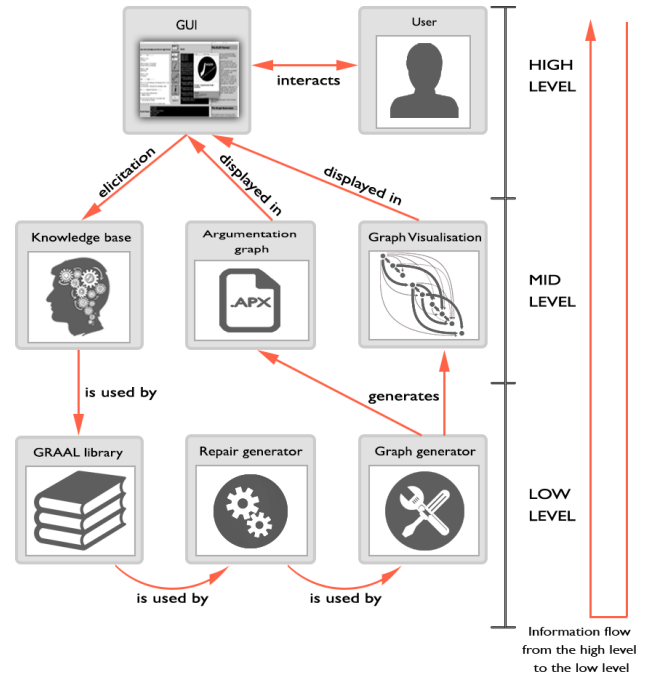 GUI
User
interacts
HIGH
LEVEL
elicitation
displayed in
displayed in
Knowledge base
Argumentation
graph
.APX
Graph Visualisation
MID
LEVEL
is used by
generates
GRAAL library
Repair generator
Graph generator
LOW
LEVEL
is used by
is used by
Information flow
from the high level
to the low level